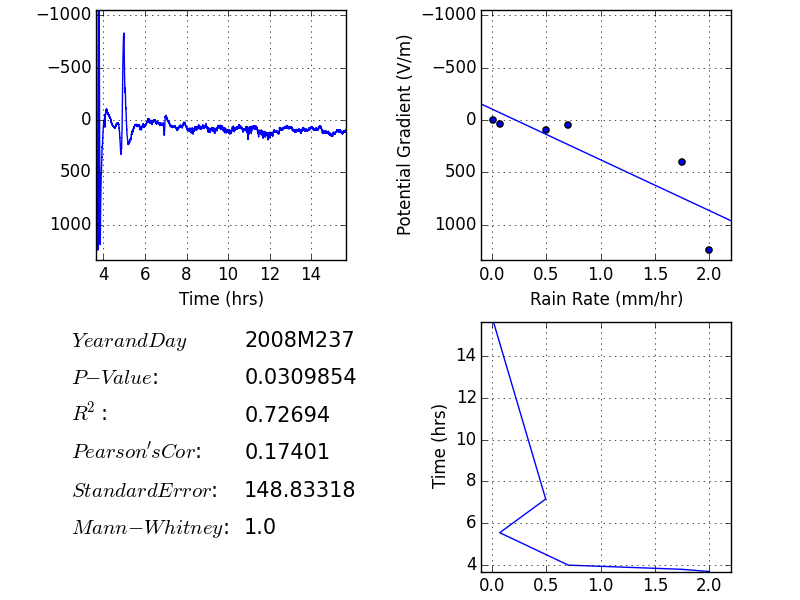 −1000
−500
0
500
1000
4 6 8 10 12 14
Time (hrs)
−1000
−500
0
500
1000
Potential Gradient (V/m)
0.0 0.5 1.0 1.5 2.0
Rain Rate (mm/hr)
YearandDay 2008M237
P−Value: 0.0309854
R²: 0.72694
Pearson'sCor: 0.17401
StandardError: 148.83318
Mann−Whitney: 1.0
14
12
10
8
6
4
Time (hrs)
0.0 0.5 1.0 1.5 2.0